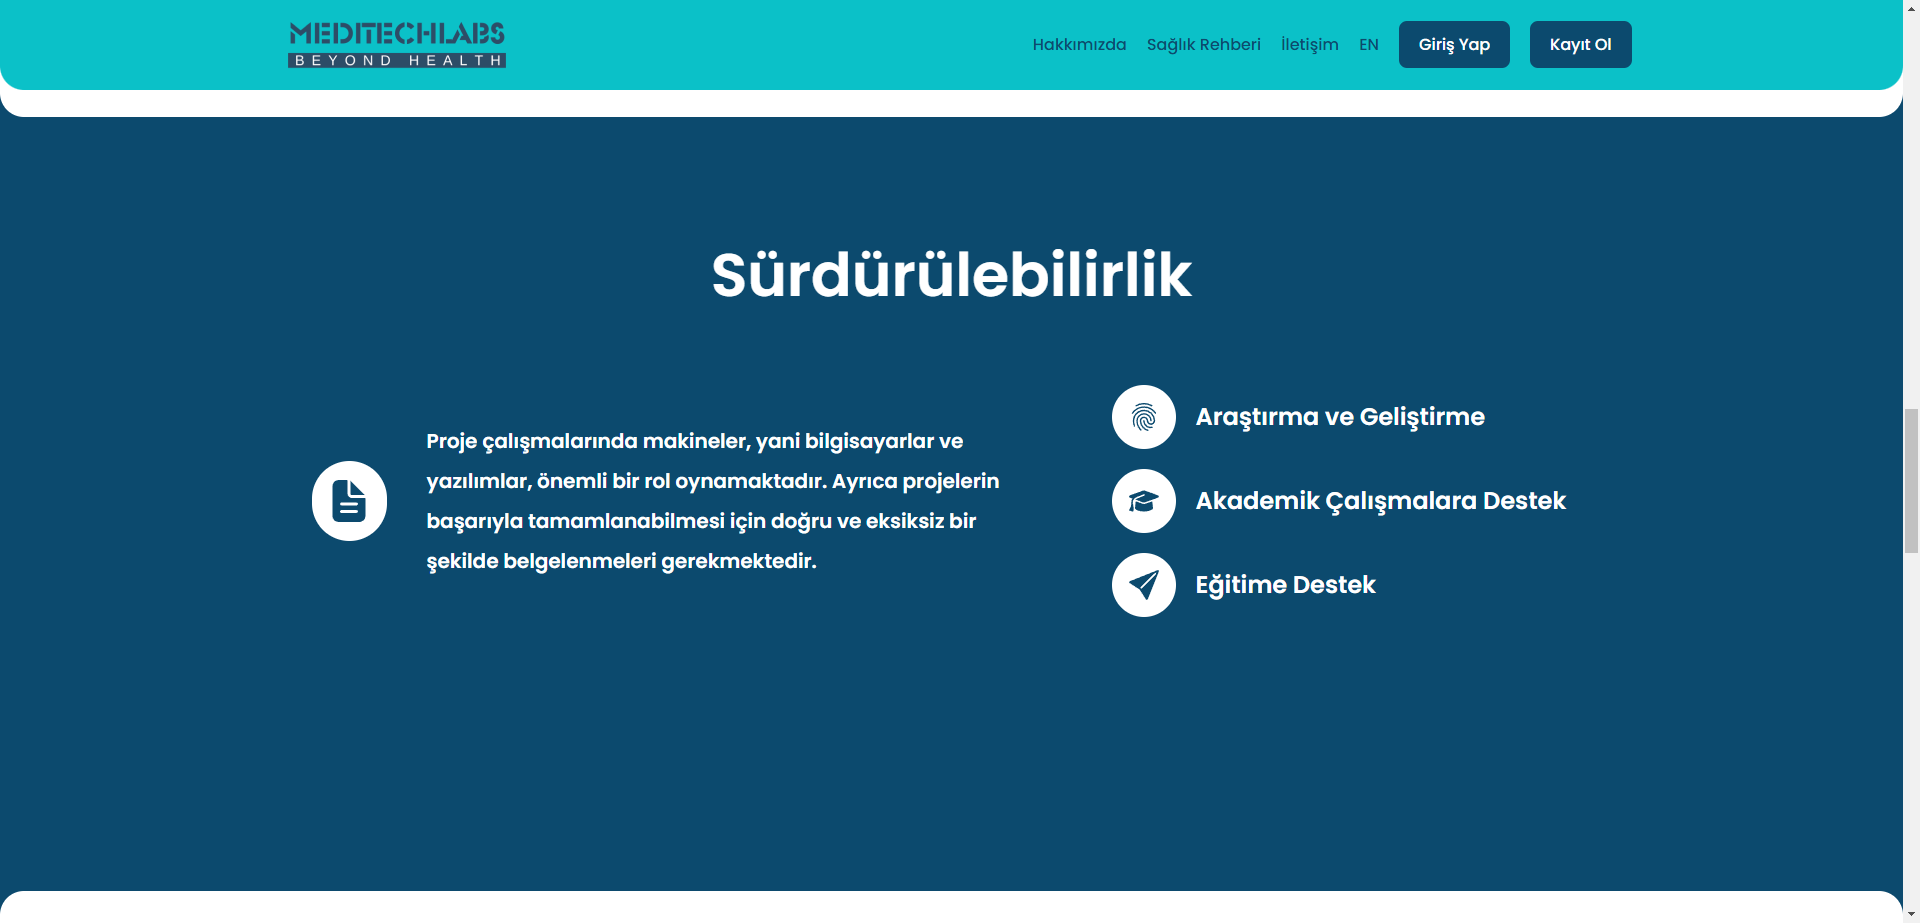 MEDITECHLABS
BEYOND HEALTH
Hakkımızda
Sağlık Rehberi
İletişim
EN
Giriş Yap
Kayıt Ol
Sürdürülebilirlik
Proje çalışmalarında makineler, yani bilgisayarlar ve
yazılımlar, önemli bir rol oynamaktadır. Ayrıca projelerin
başarıyla tamamlanabilmesi için doğru ve eksiksiz bir
şekilde belgelenmeleri gerekmektedir.
Araştırma ve Geliştirme
Akademik Çalışmalara Destek
Eğitime Destek